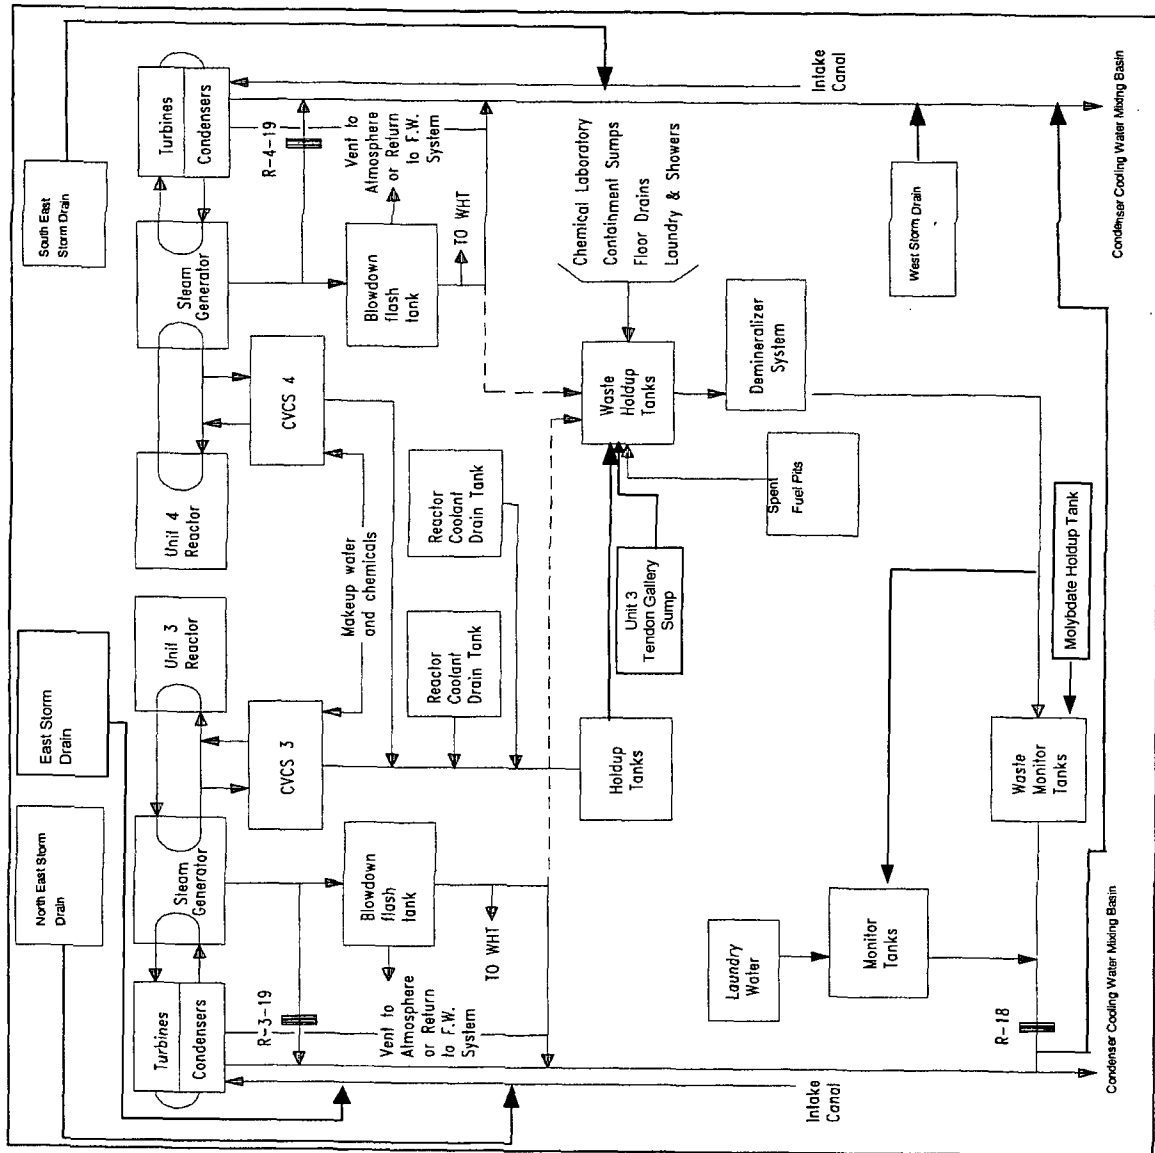 South East
Storm Drain
Turbines
Condensers
R-4-19
Vent to
Atmosphere
or Return
to F.W.
System
Intake
Canal
Condenser Cooling Water Mixing Basin
Steam
Generator
Blowdown
flash
tank
TO WHT
Chemical Laboratory
Containment Sumps
Floor Drains
Laundry & Showers
West Storm Drain
CVCS 4
Waste
Holdup
Tanks
Demineralizer
System
Unit 4
Reactor
Makeup water
and chemicals
Reactor
Coolant
Drain Tank
Spent
Fuel Pits
Unit 3
Tendon Gallery
Sump
Molybdate Holdup Tank
Unit 3
Reactor
Reactor
Coolant
Drain Tank
East Storm
Drain
CVCS 3
Holdup
Tanks
Waste
Monitor
Tanks
North East Storm
Drain
Steam
Generator
Blowdown
flash
tank
TO WHT
Laundry
Water
Monitor
Tanks
Turbines
Condensers
R-3-19
Vent to
Atmosphere
or Return
to F.W.
System
R-18
Intake
Canal
Condenser Cooling Water Mixing Basin